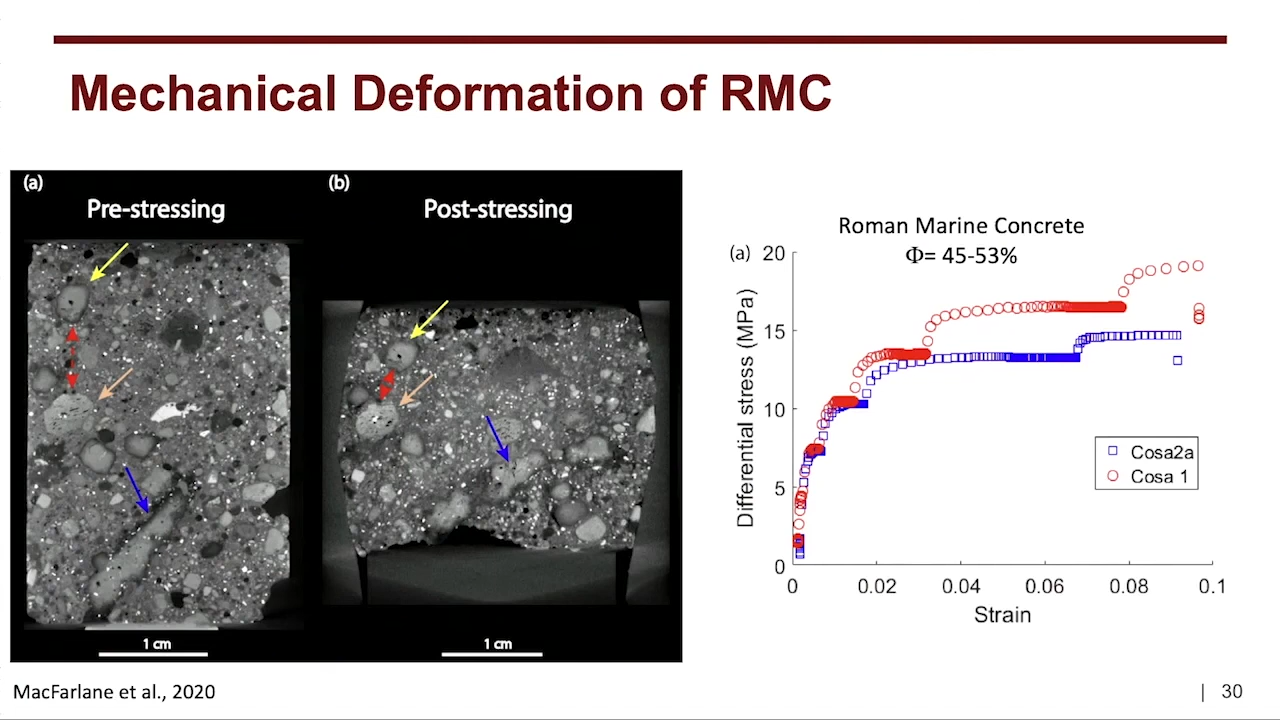 Mechanical Deformation of RMC
(a)
Pre-stressing
1 cm
(b)
Post-stressing
1 cm
Roman Marine Concrete
Φ= 45-53%
(a)
Differential stress (MPa)
20
15
10
5
0
0 0.02 0.04 0.06 0.08 0.1
Strain
Cosa2a
Cosa 1
MacFarlane et al., 2020
| 30